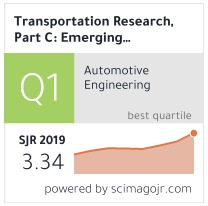 Transportation Research,
Part C: Emerging...
Q1
Automotive
Engineering
best quartile
SJR 2019
3.34
powered by scimagojr.com